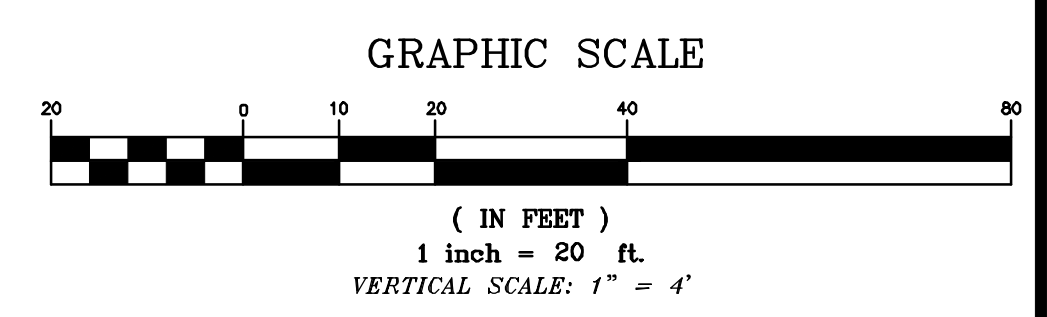 GRAPHIC SCALE
20 0 10 20 40 80
( IN FEET )
1 inch = 20 ft.
VERTICAL SCALE: 1" = 4'